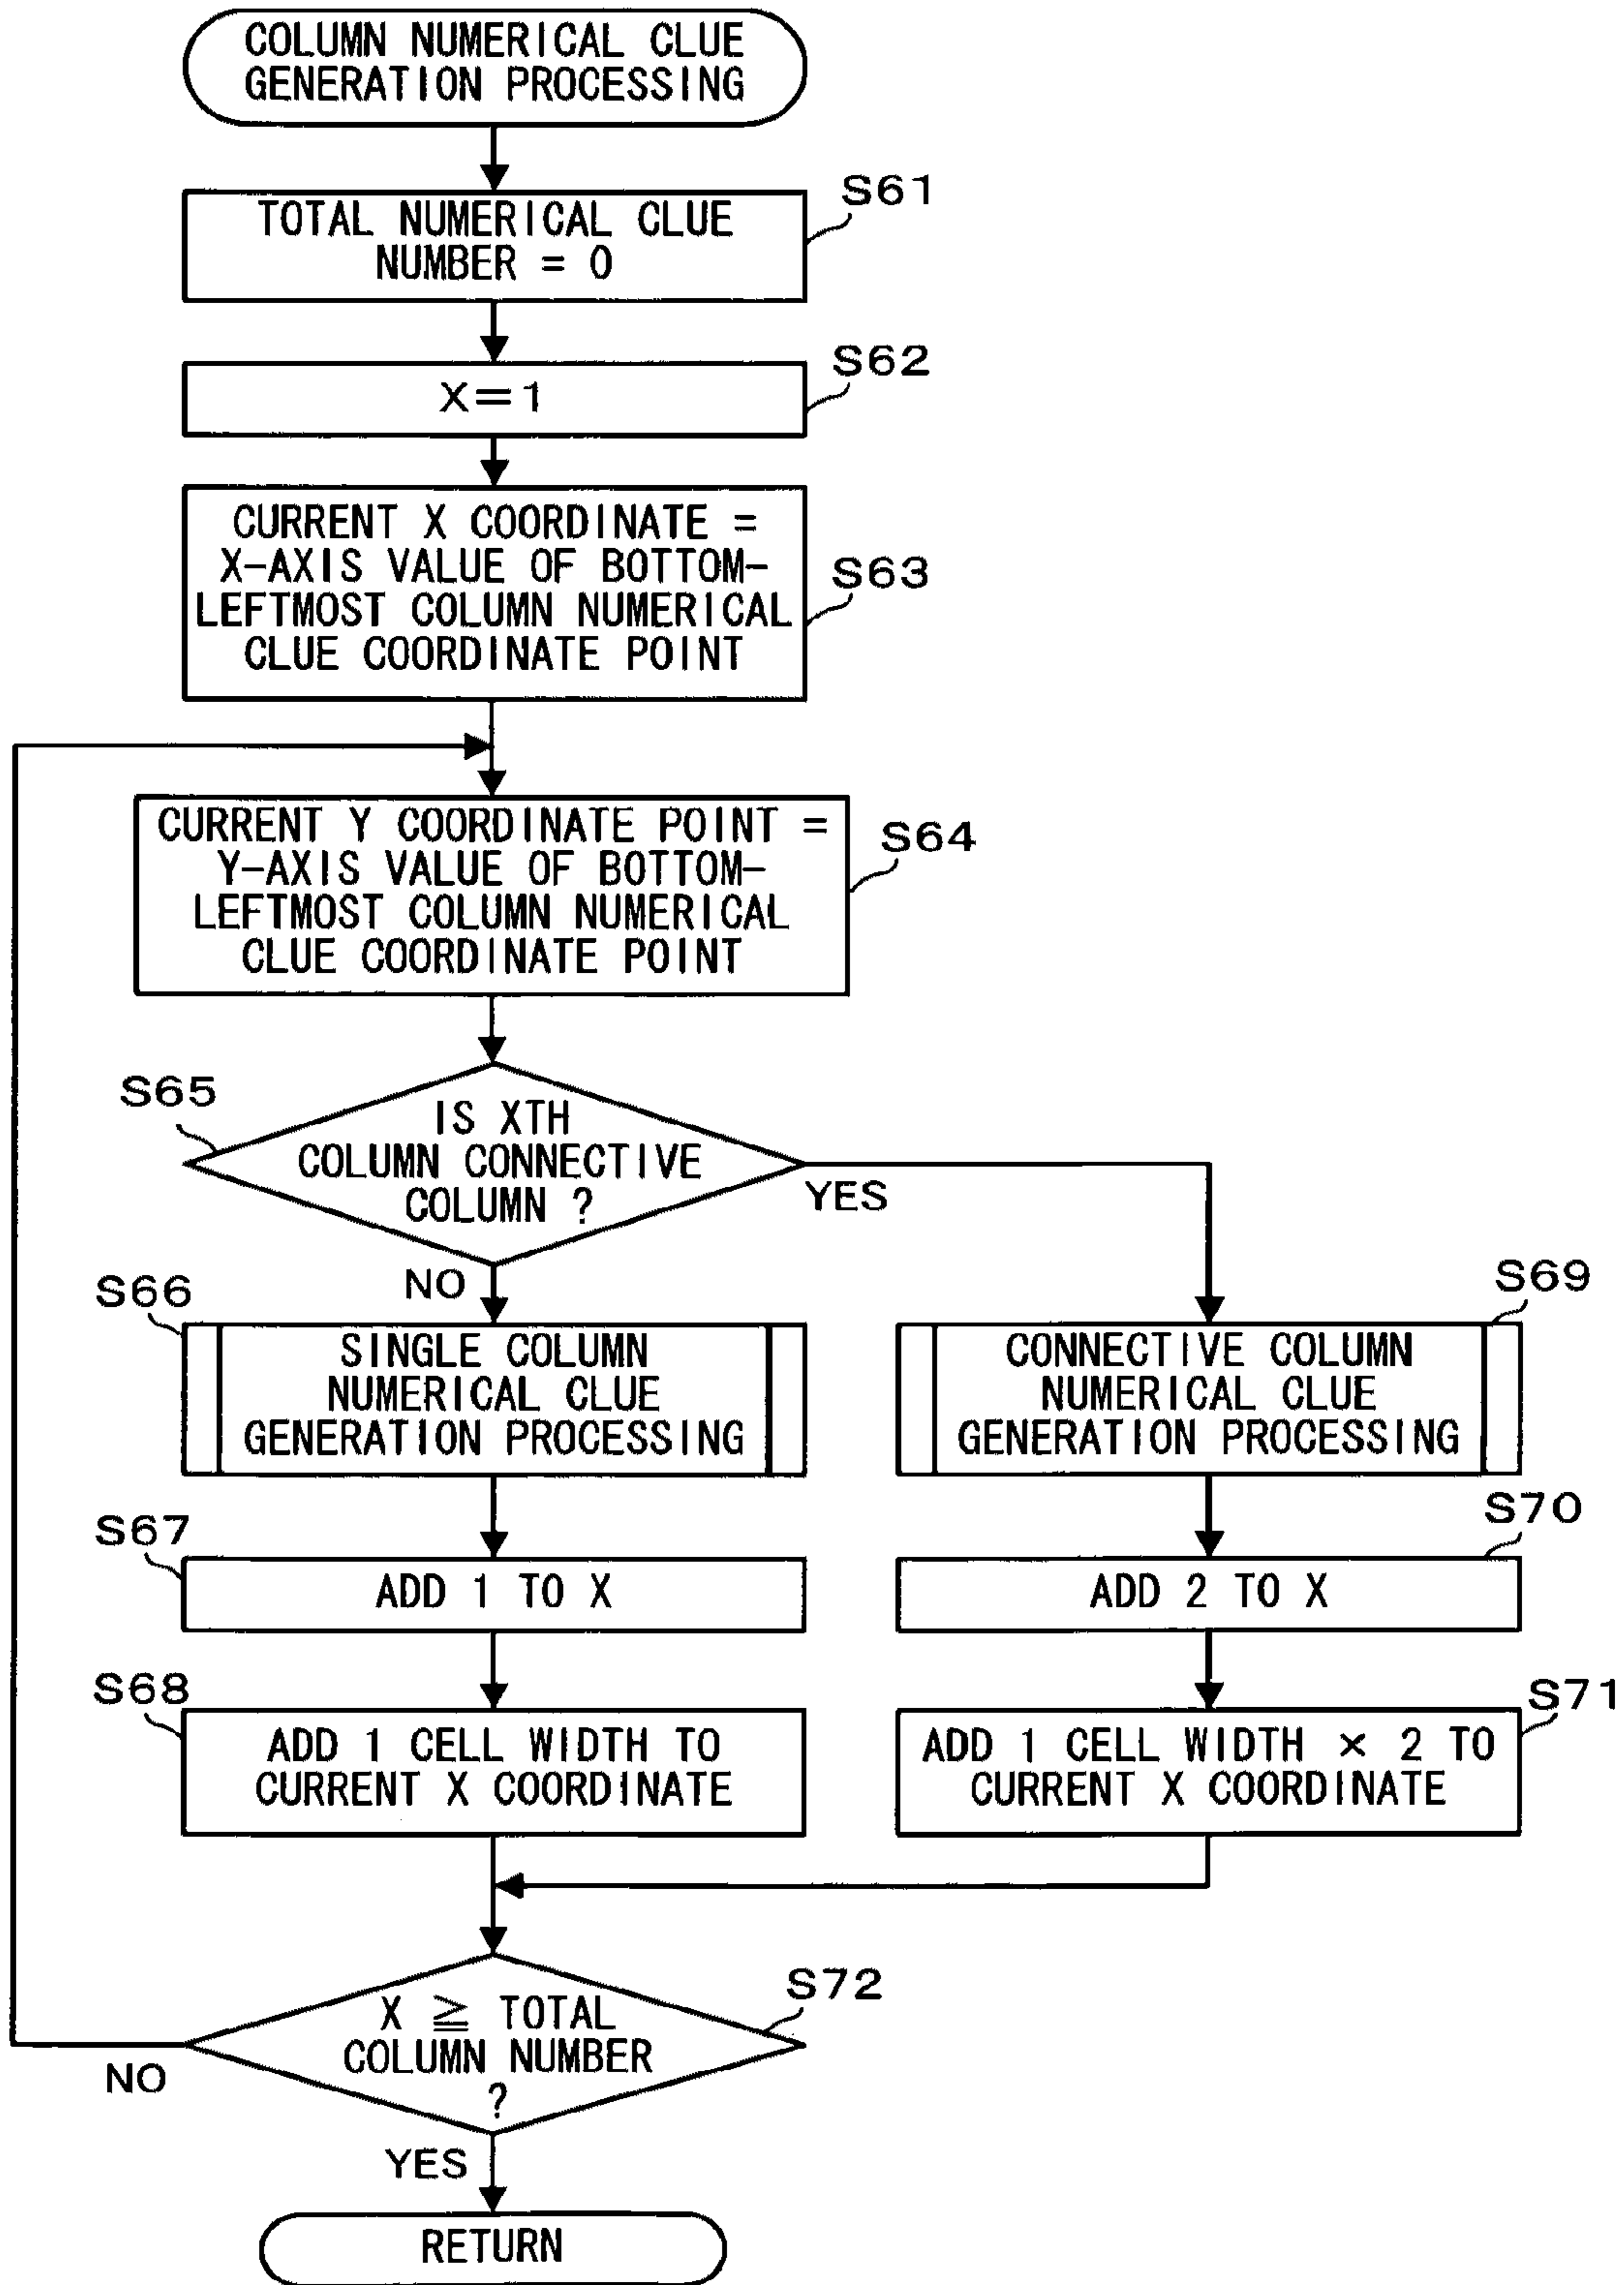 COLUMN NUMERICAL CLUE
GENERATION PROCESSING
S61
TOTAL NUMERICAL CLUE
NUMBER = 0
S62
X=1
S63
CURRENT X COORDINATE =
X-AXIS VALUE OF BOTTOM-
LEFTMOST COLUMN NUMERICAL
CLUE COORDINATE POINT
S64
CURRENT Y COORDINATE POINT =
Y-AXIS VALUE OF BOTTOM-
LEFTMOST COLUMN NUMERICAL
CLUE COORDINATE POINT
S65
IS XTH
COLUMN CONNECTIVE
COLUMN ?
YES
NO
S66
SINGLE COLUMN
NUMERICAL CLUE
GENERATION PROCESSING
S69
CONNECTIVE COLUMN
NUMERICAL CLUE
GENERATION PROCESSING
S67
ADD 1 TO X
S70
ADD 2 TO X
S68
ADD 1 CELL WIDTH TO
CURRENT X COORDINATE
S71
ADD 1 CELL WIDTH × 2 TO
CURRENT X COORDINATE
S72
X ≧ TOTAL
COLUMN NUMBER
?
NO
YES
RETURN